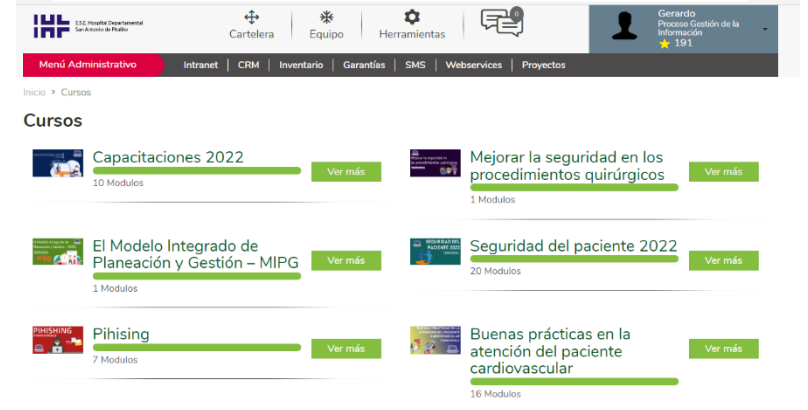 E.S.E. Hospital Departamental
San Antonio de Pitalito
Cartelera
Equipo
Herramientas
0
Gerardo
Proceso Gestión de la
Información
191
Menú Administrativo
Intranet | CRM | Inventario | Garantías | SMS | Webservices | Proyectos
Inicio > Cursos
Cursos
Capacitaciones 2022
10 Modulos
Ver más
Mejorar la seguridad en los
procedimientos quirúrgicos
1 Modulos
Ver más
El Modelo Integrado de
Planeación y Gestión – MIPG
1 Modulos
Ver más
SEGURIDAD DEL
PACIENTE 2022
Seguridad del paciente 2022
20 Modulos
Ver más
PIHISHING
Pihising
7 Modulos
Ver más
Buenas prácticas en la
atención del paciente
cardiovascular
16 Modulos
Ver más